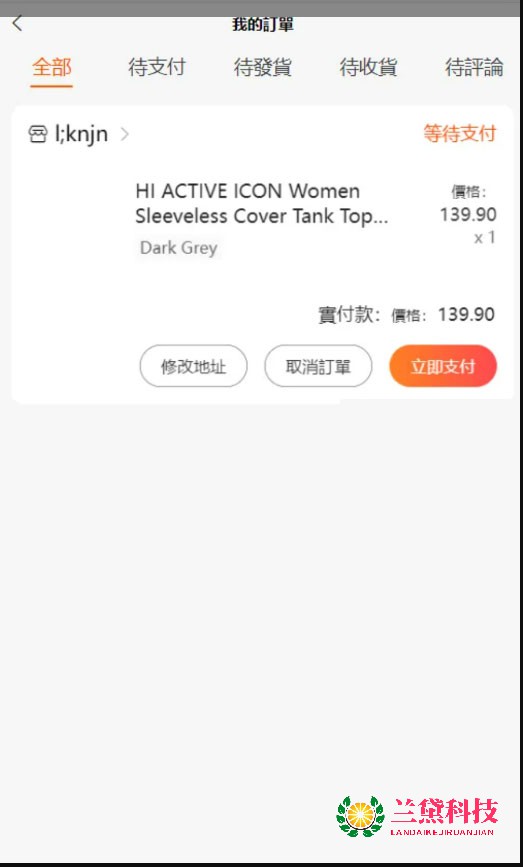 我的訂單
全部 待支付 待發貨 待收貨 待評論
l;knjn
等待支付
HI ACTIVE ICON Women
Sleeveless Cover Tank Top...
Dark Grey
價格：
139.90
x 1
實付款： 價格： 139.90
修改地址 取消訂單 立即支付
兰黛科技
LANDAIKEJIRUANJIAN